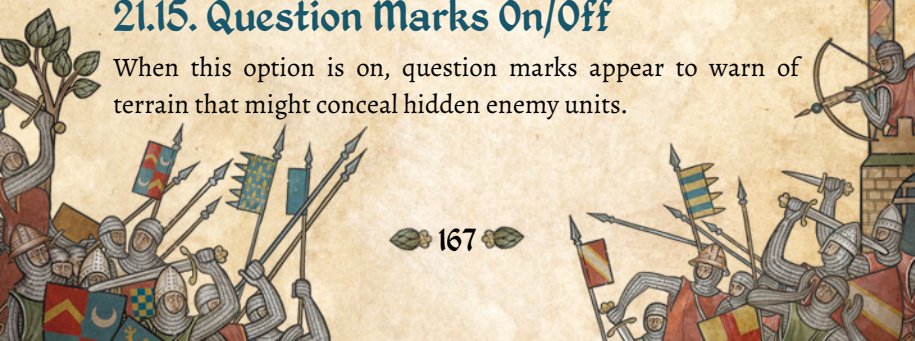 21.15. Question Marks On/Off
When this option is on, question marks appear to warn of
terrain that might conceal hidden enemy units.
167